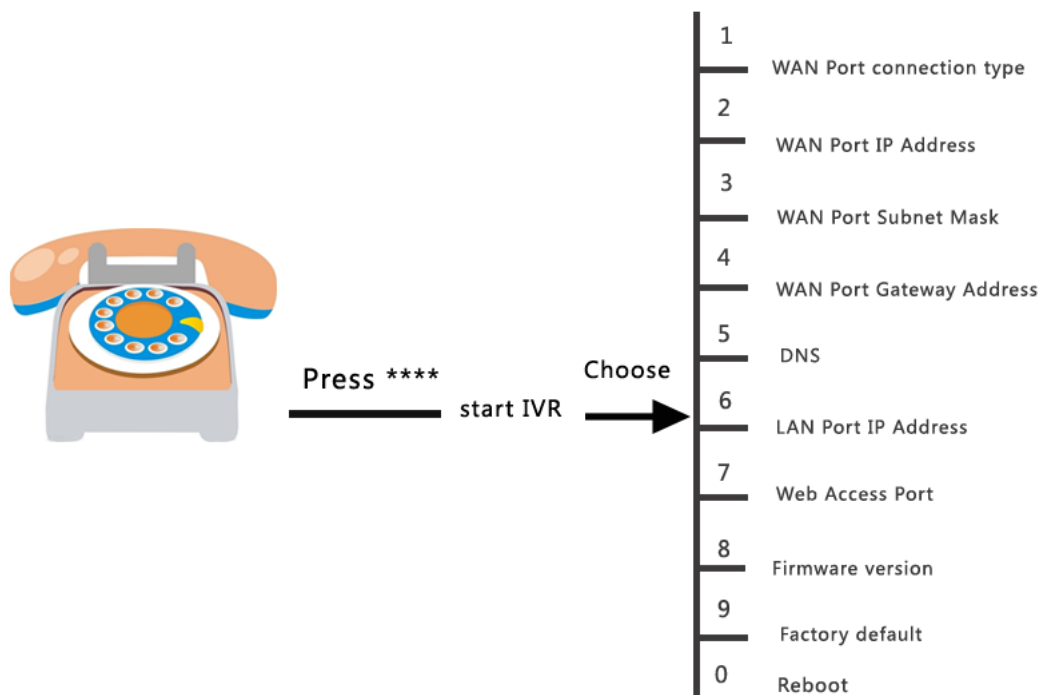 Press ****
start IVR
Choose
1
WAN Port connection type
2
WAN Port IP Address
3
WAN Port Subnet Mask
4
WAN Port Gateway Address
5
DNS
6
LAN Port IP Address
7
Web Access Port
8
Firmware version
9
Factory default
0
Reboot